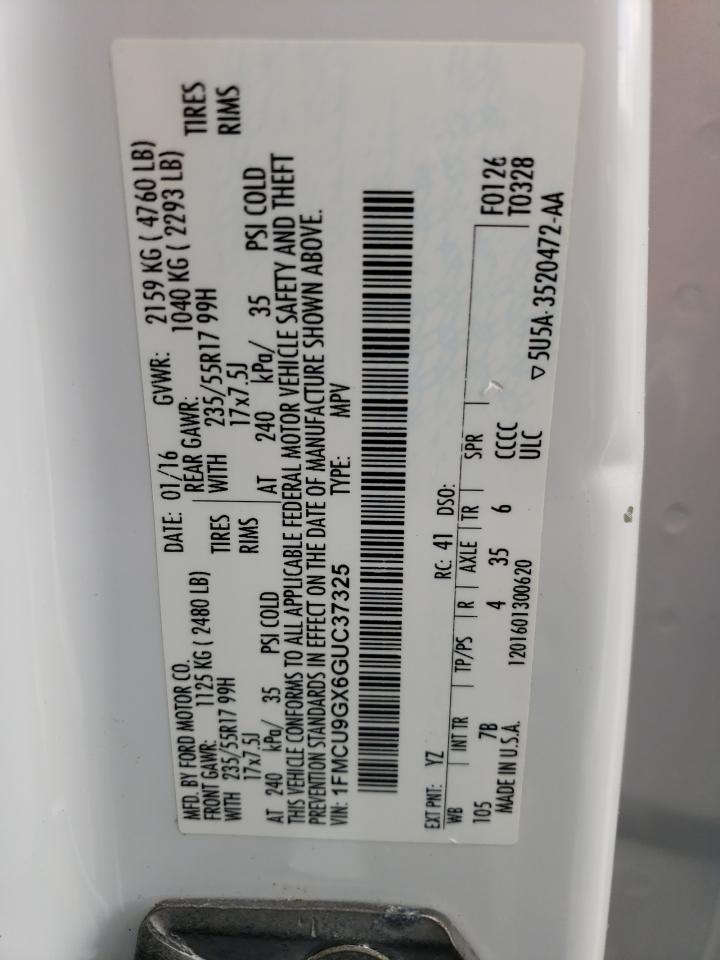 MFD. BY FORD MOTOR CO. DATE: 01/16 GVWR: 2159 KG ( 4760 LB)
FRONT GAWR: 1125 KG ( 2480 LB) REAR GAWR: 1040 KG ( 2293 LB)
WITH 235/55R17 99H TIRES WITH 235/55R17 99H TIRES
17x7.5J RIMS 17x7.5J RIMS
AT 240 kPa/ 35 PSI COLD AT 240 kPa/ 35 PSI COLD
THIS VEHICLE CONFORMS TO ALL APPLICABLE FEDERAL MOTOR VEHICLE SAFETY AND THEFT
PREVENTION STANDARDS IN EFFECT ON THE DATE OF MANUFACTURE SHOWN ABOVE.
VIN: 1FMCU9GX6GUC37325 TYPE: MPV
EXT PNT: YZ RC: 41 DSO: F0126
WB INT TR TP/PS R AXLE TR SPR T0328
105 7B 4 35 6 CCCC
ULC
MADE IN U.S.A. 1201601300620 ▽5U5A-3520472-AA